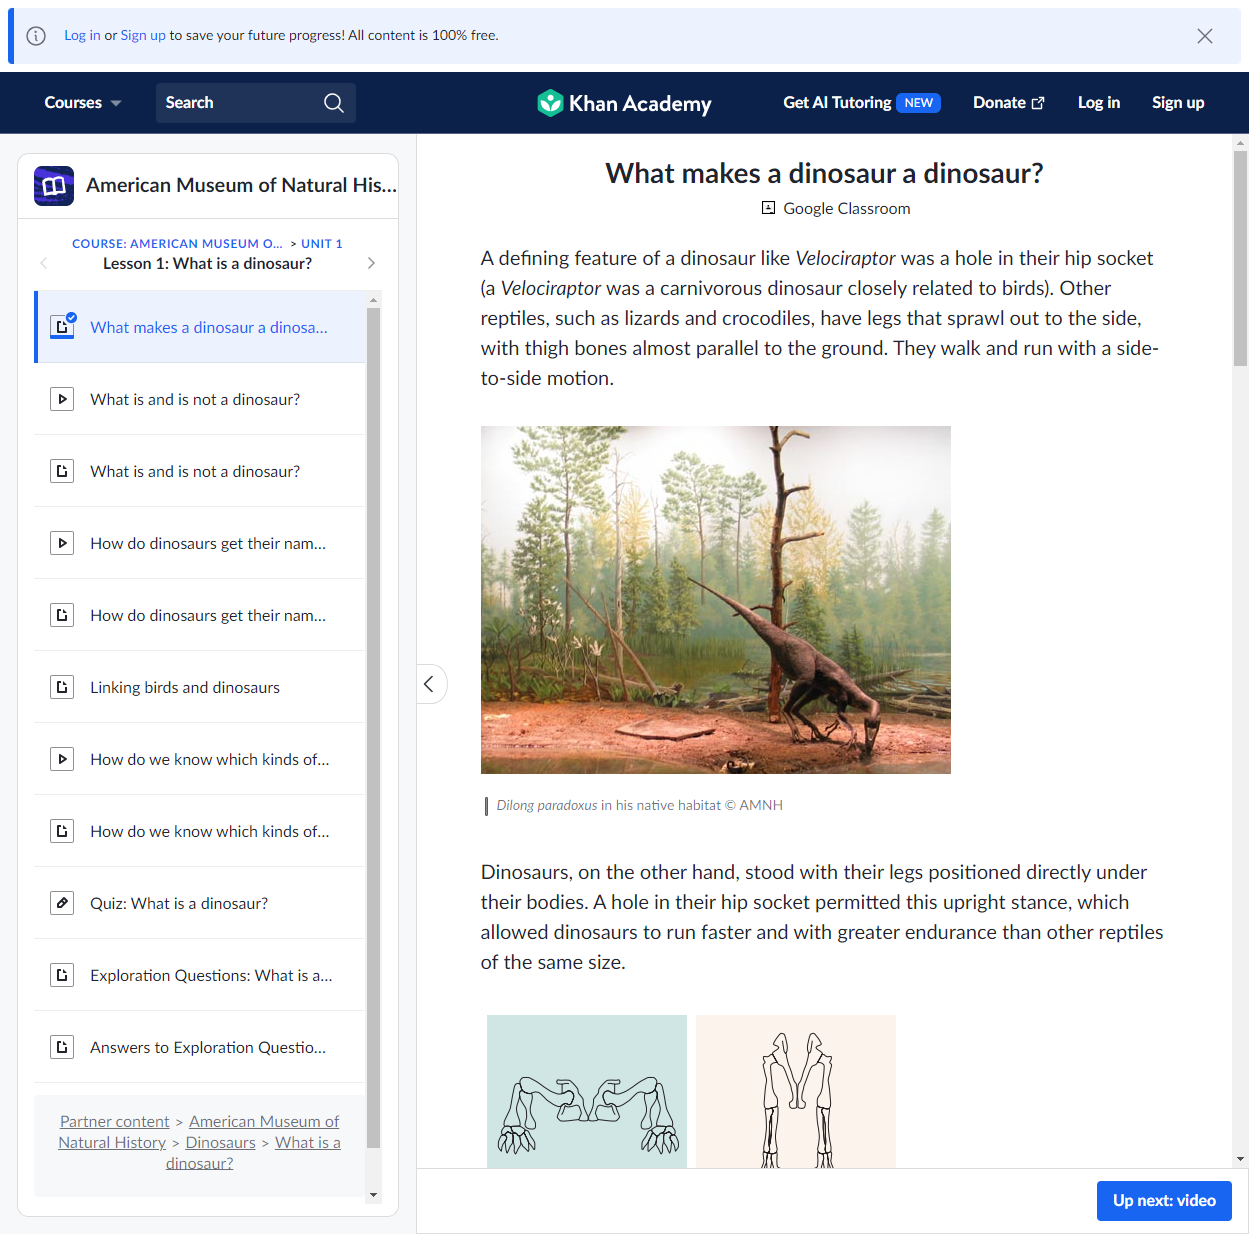 Log in or Sign up to save your future progress! All content is 100% free.
Courses
Search
Khan Academy
Get AI Tutoring NEW
Donate
Log in
Sign up
American Museum of Natural His...
COURSE: AMERICAN MUSEUM O... > UNIT 1
Lesson 1: What is a dinosaur?
What makes a dinosaur a dinosa...
What is and is not a dinosaur?
What is and is not a dinosaur?
How do dinosaurs get their nam...
How do dinosaurs get their nam...
Linking birds and dinosaurs
How do we know which kinds of...
How do we know which kinds of...
Quiz: What is a dinosaur?
Exploration Questions: What is a...
Answers to Exploration Questio...
Partner content > American Museum of
Natural History > Dinosaurs > What is a
dinosaur?
What makes a dinosaur a dinosaur?
Google Classroom
A defining feature of a dinosaur like Velociraptor was a hole in their hip socket
(a Velociraptor was a carnivorous dinosaur closely related to birds). Other
reptiles, such as lizards and crocodiles, have legs that sprawl out to the side,
with thigh bones almost parallel to the ground. They walk and run with a side-
to-side motion.
Dilong paradoxus in his native habitat © AMNH
Dinosaurs, on the other hand, stood with their legs positioned directly under
their bodies. A hole in their hip socket permitted this upright stance, which
allowed dinosaurs to run faster and with greater endurance than other reptiles
of the same size.
Up next: video